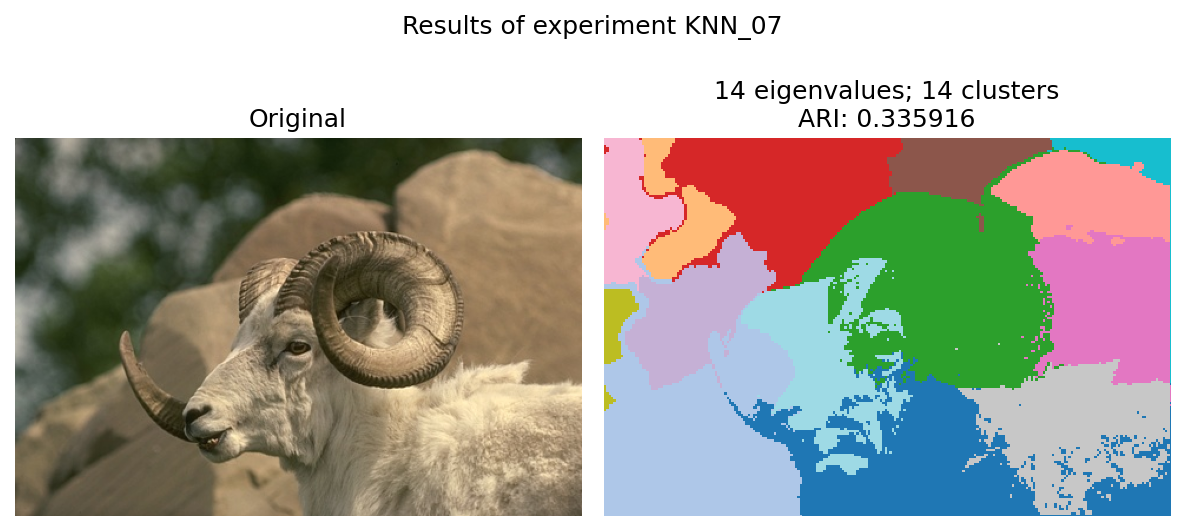 Results of experiment KNN_07
Original
14 eigenvalues; 14 clusters
ARI: 0.335916